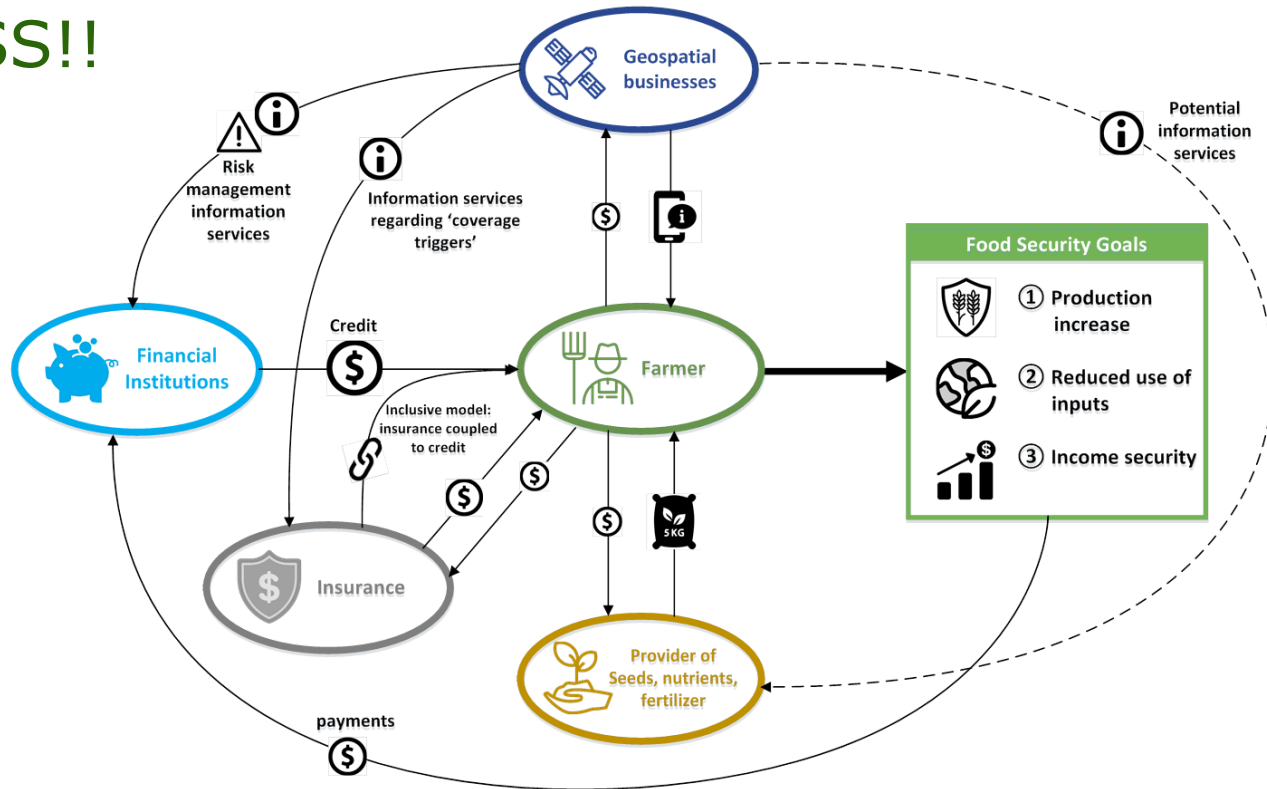 SS!!
Geospatial
businesses
Potential
information
services
Risk
management
information
services
Information services
regarding ‘coverage
triggers’
$
i
Food Security Goals
1 Production
increase
2 Reduced use of
inputs
3 Income security
$
Financial
Institutions
Credit
$
Farmer
Inclusive model:
insurance coupled
to credit
$
$
$
5 KG
$
Insurance
Provider of
Seeds, nutrients,
fertilizer
payments
$